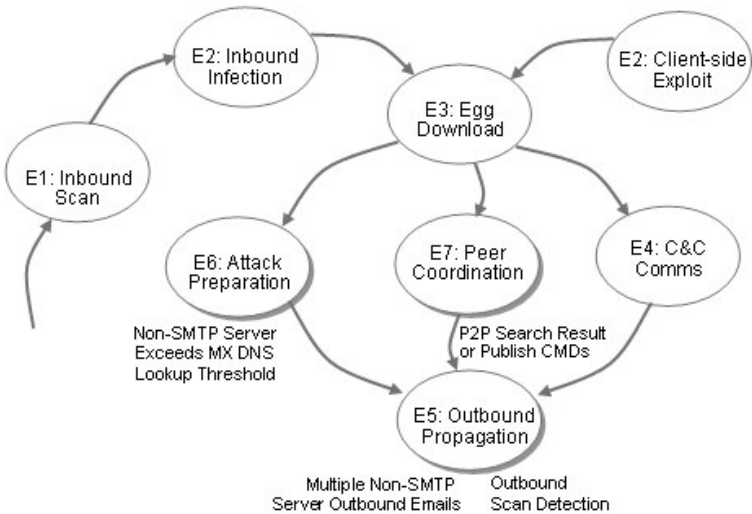 E2: Inbound
Infection
E2: Client-side
Exploit
E3: Egg
Download
E1: Inbound
Scan
E6: Attack
Preparation
E7: Peer
Coordination
E4: C&C
Comms
Non-SMTP Server
Exceeds MX DNS
Lookup Threshold
P2P Search Result
or Publish CMDs
E5: Outbound
Propagation
Multiple Non-SMTP
Server Outbound Emails
Outbound
Scan Detection